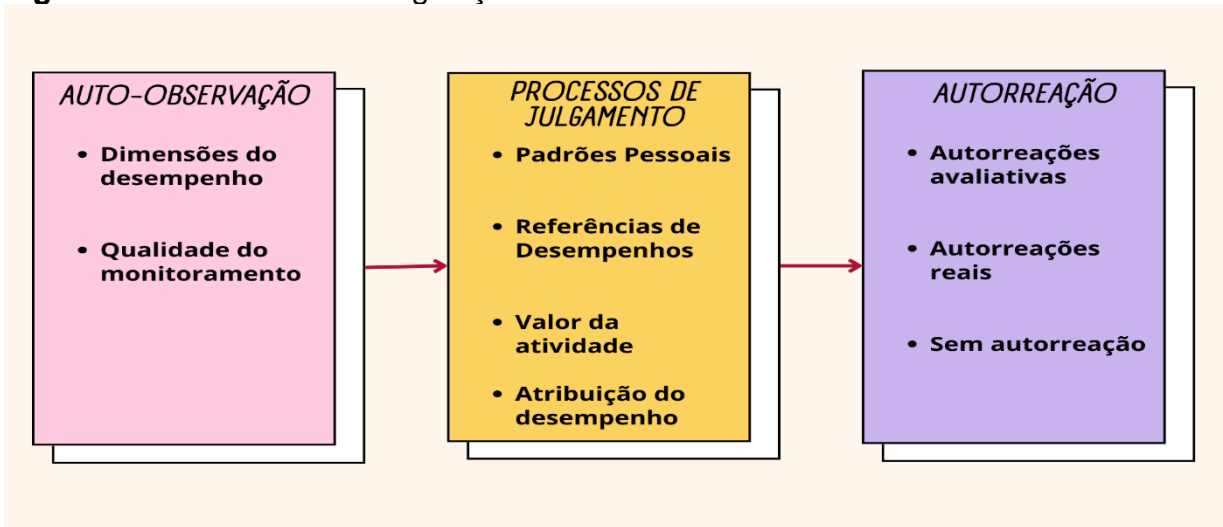 AUTO-OBSERVAÇÃO
• Dimensões do
desempenho
• Qualidade do
monitoramento
PROCESSOS DE
JULGAMENTO
• Padrões Pessoais
• Referências de
Desempenhos
• Valor da
atividade
• Atribuição do
desempenho
AUTORREAÇÃO
• Autorreações
avaliativas
• Autorreações
reais
• Sem autorreação